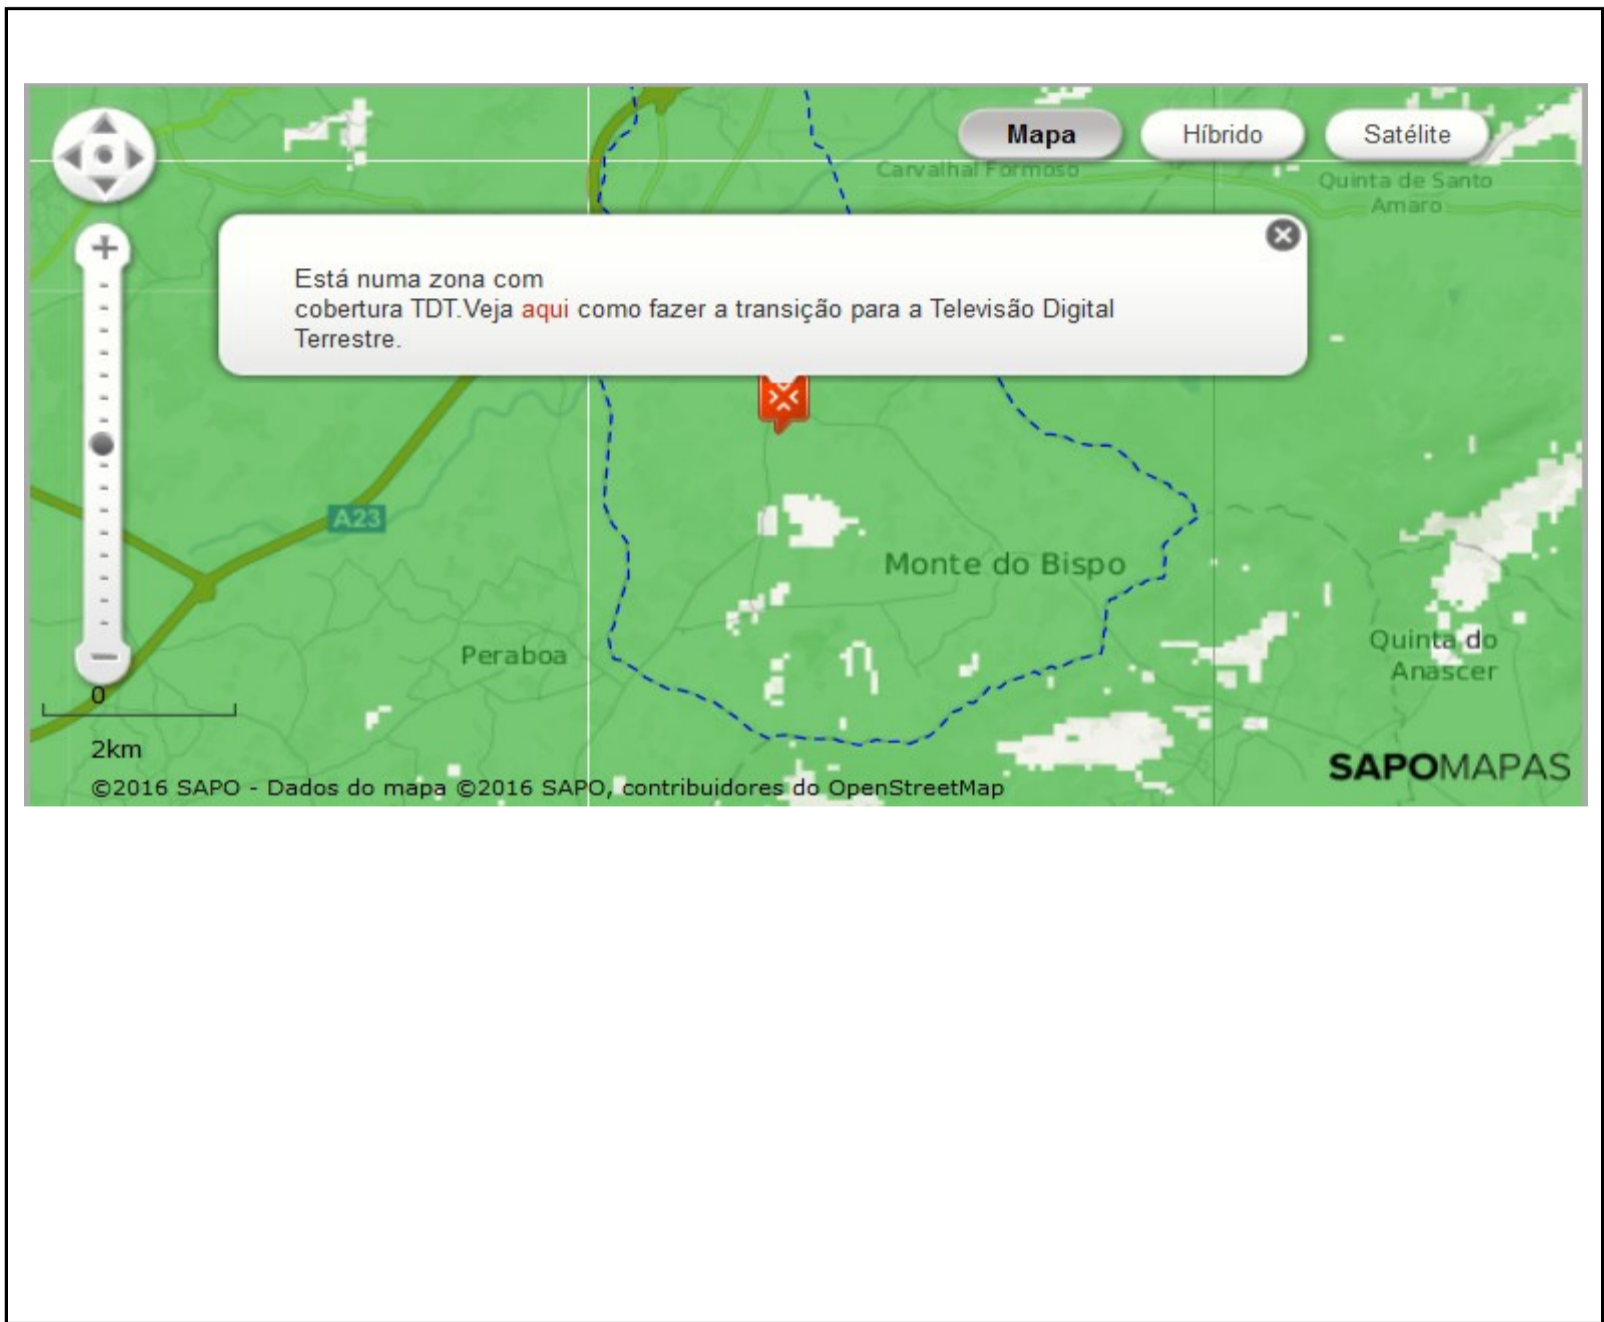 Mapa
Híbrido
Satélite
Carvalhal Formoso
Quinta de Santo
Amaro
Está numa zona com
cobertura TDT.Veja aqui como fazer a transição para a Televisão Digital
Terrestre.
A23
Monte do Bispo
Peraboa
Quinta do
Anascer
0
2km
SAPOMAPAS
©2016 SAPO - Dados do mapa ©2016 SAPO, contribuidores do OpenStreetMap